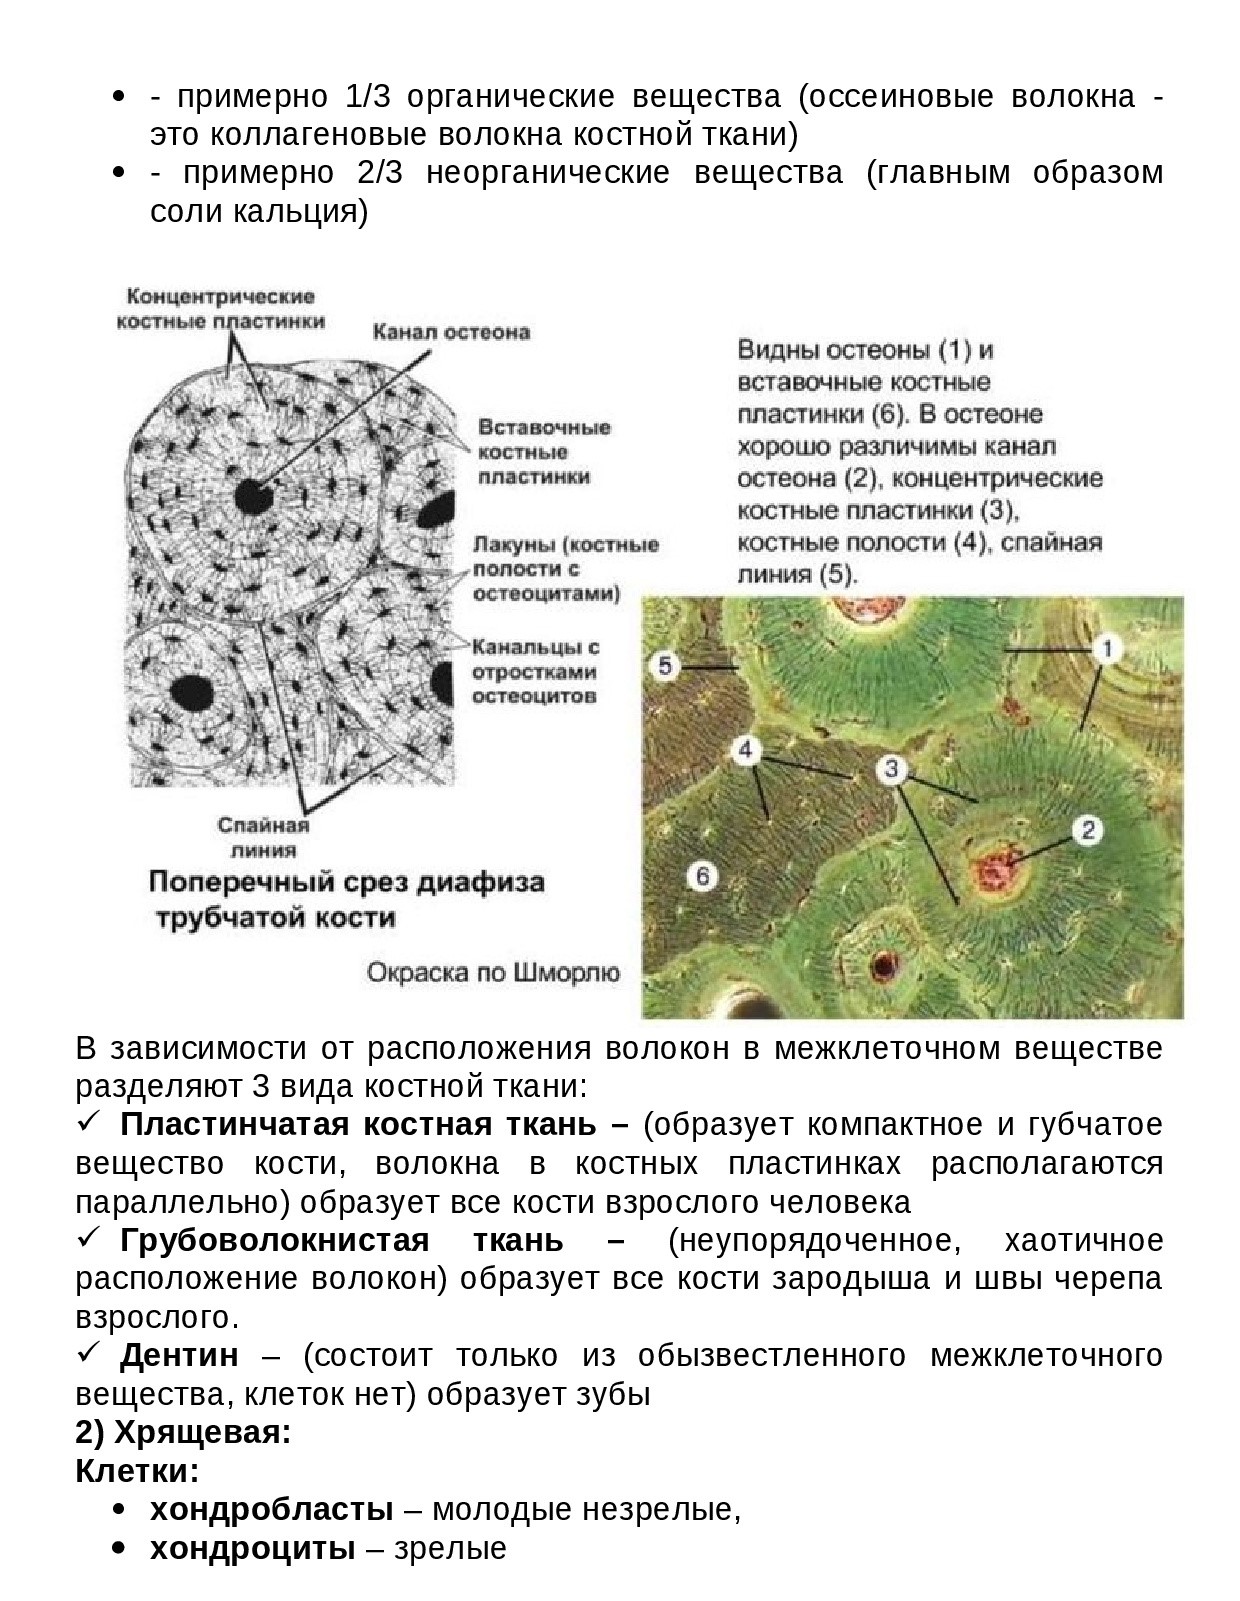 - примерно 1/3 органические вещества (оссеиновые волокна -
это коллагеновые волокна костной ткани)
- примерно 2/3 неорганические вещества (главным образом
соли кальция)
Концентрические
костные пластинки
Канал остеона
Вставочные
костные
пластинки
Лакуны (костные
полости с
остеоцитами)
Канальцы с
отростками
остеоцитов
Спайная
линия
Поперечный срез диафиза
трубчатой кости
Окраска по Шморлю
Видны остеоны (1) и
вставочные костные
пластинки (6). В остеоне
хорошо различимы канал
остеона (2), концентрические
костные пластинки (3),
костные полости (4), спайная
линия (5).
1
5
4
3
2
6
В зависимости от расположения волокон в межклеточном веществе
разделяют 3 вида костной ткани:
✓ Пластинчатая костная ткань – (образует компактное и губчатое
вещество кости, волокна в костных пластинках располагаются
параллельно) образует все кости взрослого человека
✓ Грубоволокнистая ткань – (неупорядоченное, хаотичное
расположение волокон) образует все кости зародыша и швы черепа
взрослого.
✓ Дентин – (состоит только из обызвестленного межклеточного
вещества, клеток нет) образует зубы
2) Хрящевая:
Клетки:
хондробласты – молодые незрелые,
хондроциты – зрелые